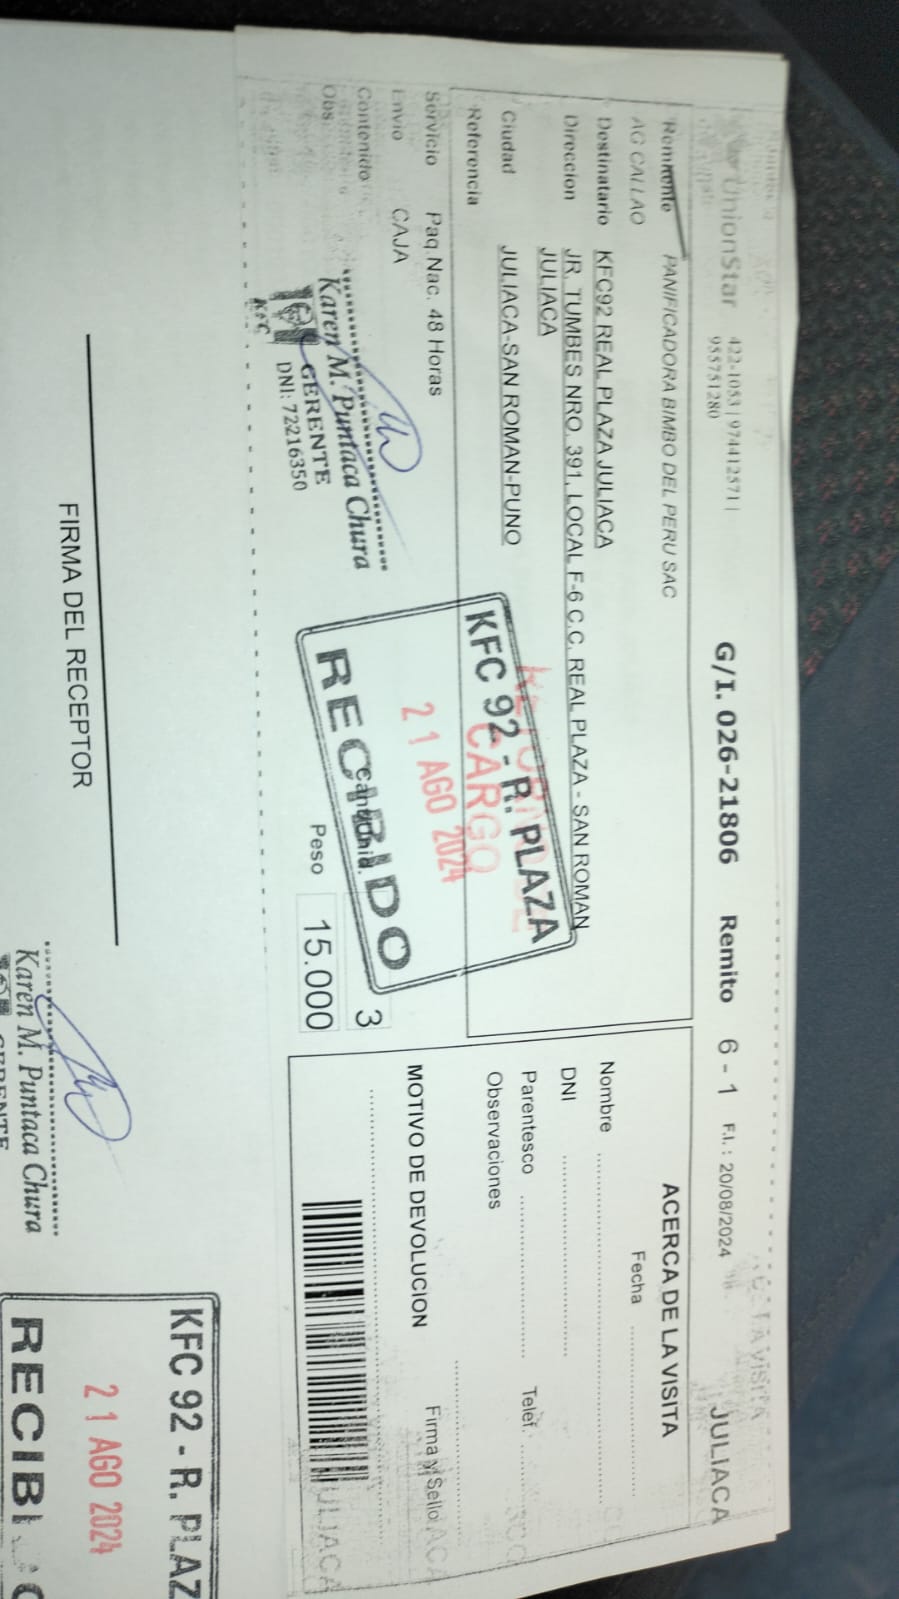 UnionStar 422-1053 | 974412571 |
955751280
G/I. 026-21806 Remito 6 - 1 F.I.: 20/08/2024 JULIACA
Remitente PANIFICADORA BIMBO DEL PERU SAC
AG CALLAO
Destinatario KFC92 REAL PLAZA JULIACA
Direccion JR. TUMBES NRO. 391, LOCAL F-6 C.C. REAL PLAZA - SAN ROMAN
JULIACA
Ciudad JULIACA-SAN ROMAN-PUNO
Referencia
Servicio Paq.Nac. 48 Horas
Envio CAJA
Contenido
Obs
Cantidad. 3
Peso 15.000
ACERCA DE LA VISITA
Fecha
Nombre
DNI
Parentesco Telef
Observaciones
MOTIVO DE DEVOLUCION
Firma y Sello
JULIACA
CARGO
KFC 92 - R. PLAZA
21 AGO 2024
RECIBIDO
Karen M. Puntaca Chura
GERENTE
DNI: 72216350
KFC
FIRMA DEL RECEPTOR
Karen M. Puntaca Chura
GERENTE
KFC 92 - R. PLAZ
21 AGO 2024
RECIBI